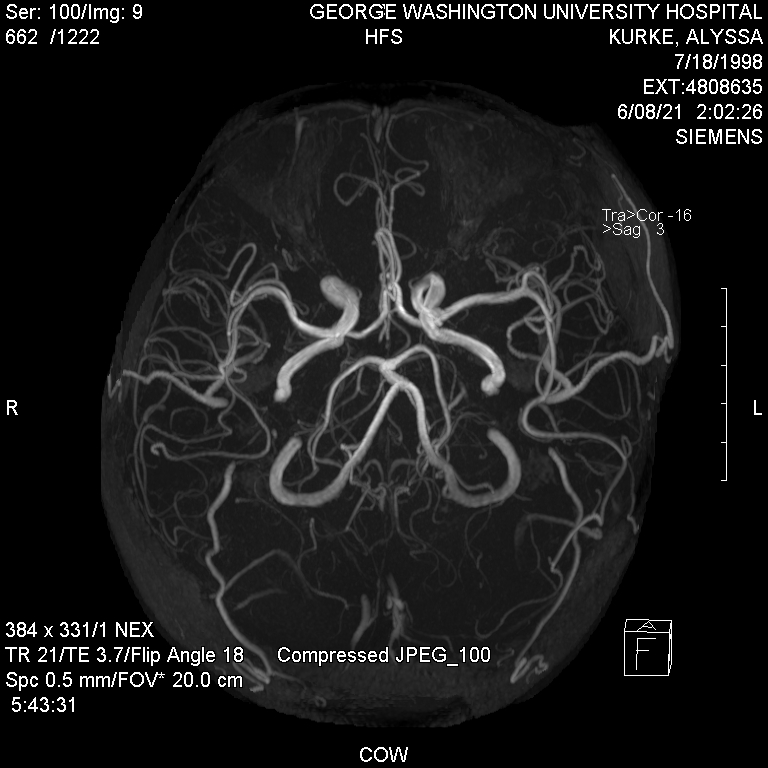 Ser: 100/Img: 9
662 /1222
GEORGE WASHINGTON UNIVERSITY HOSPITAL
HFS
KURKE, ALYSSA
7/18/1998
EXT:4808635
6/08/21 2:02:26
SIEMENS
Tra>Cor -16
>Sag 3
R
L
384 x 331/1 NEX
TR 21/TE 3.7/Flip Angle 18
Compressed JPEG_100
Spc 0.5 mm/FOV* 20.0 cm
5:43:31
A
F
COW